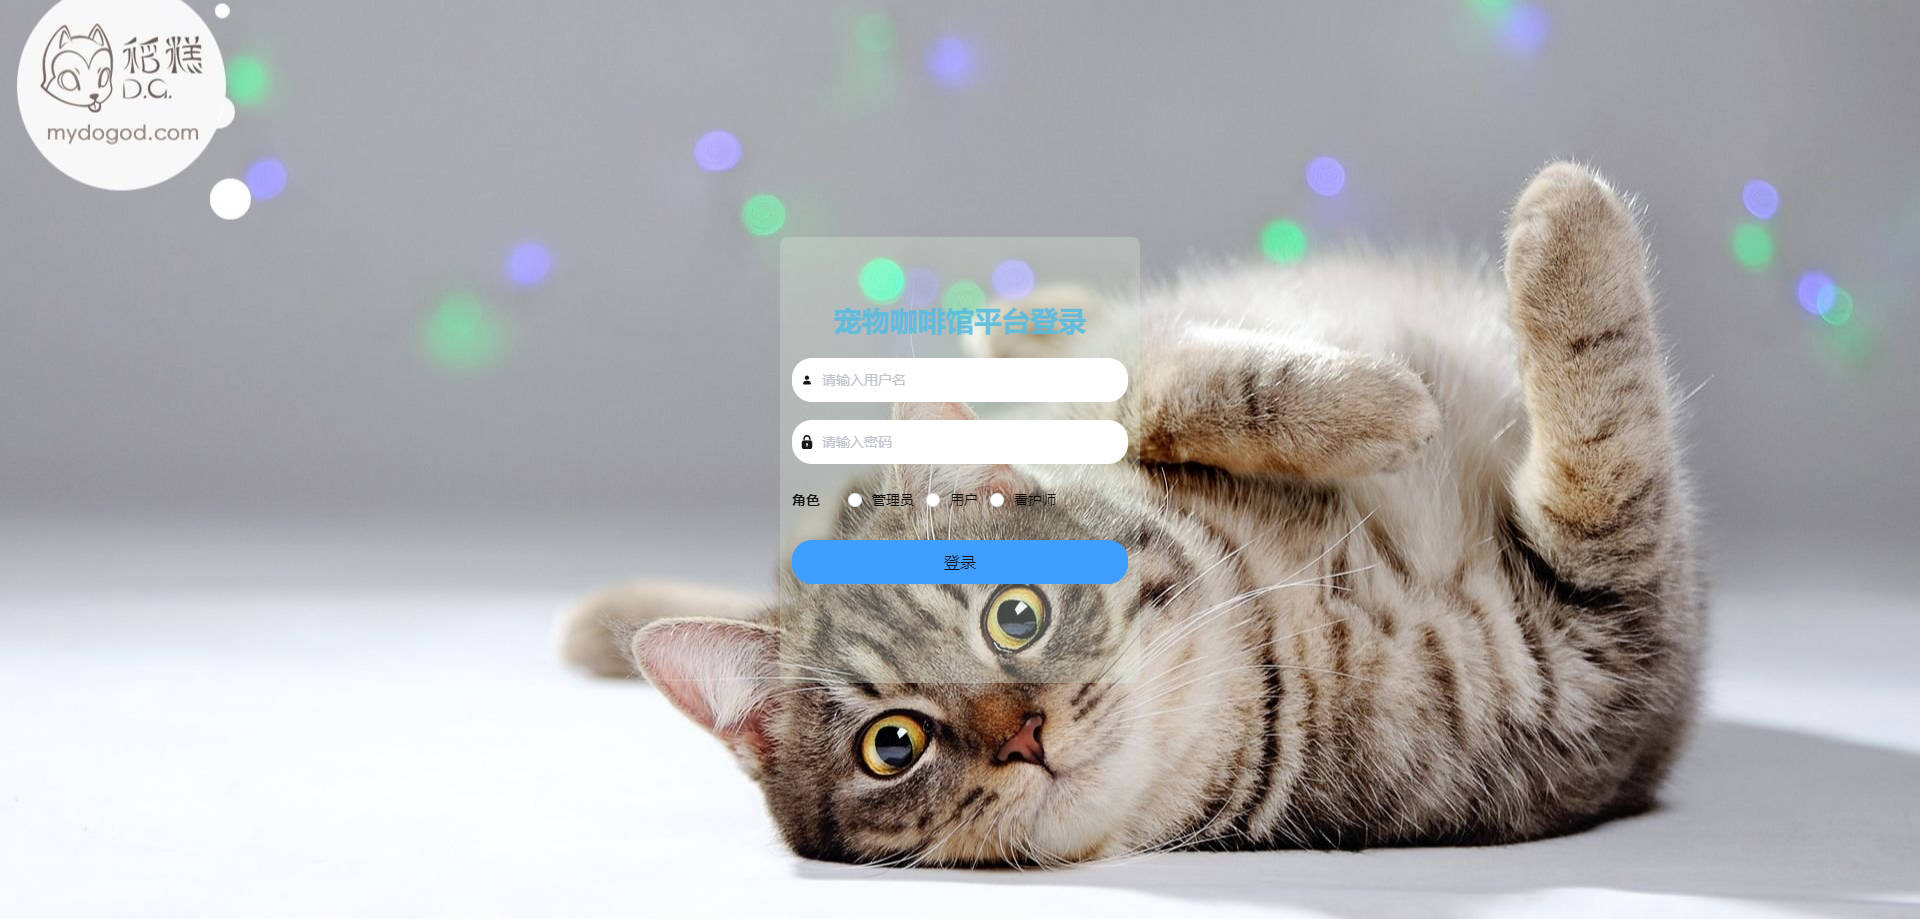 稻糕
D.G.
mydogod.com
宠物咖啡馆平台登录
请输入用户名
请输入密码
角色 管理员 用户 看护师
登录